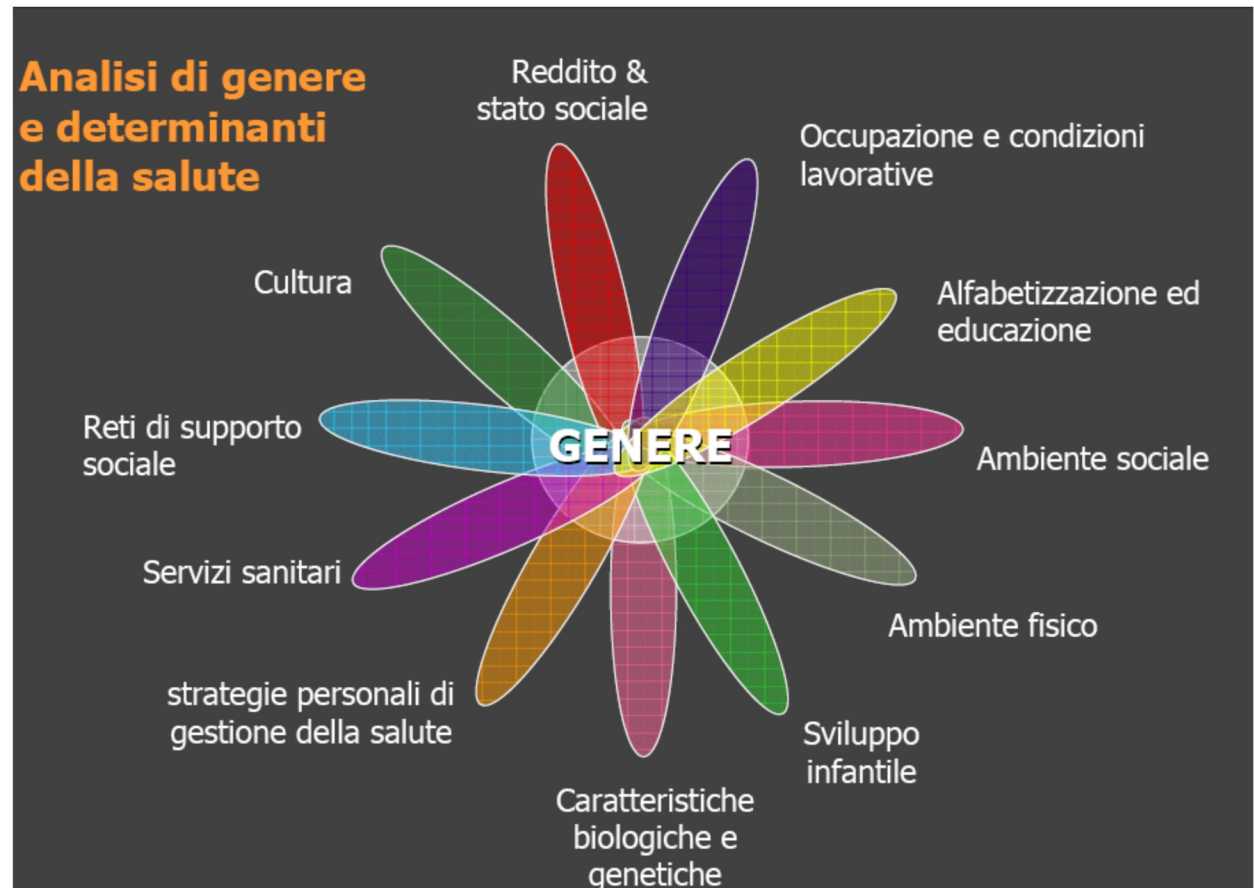 Analisi di genere
e determinanti
della salute
Reddito &
stato sociale
Occupazione e condizioni
lavorative
Alfabetizzazione ed
educazione
Ambiente sociale
Ambiente fisico
Sviluppo
infantile
Caratteristiche
biologiche e
genetiche
strategie personali di
gestione della salute
Servizi sanitari
Reti di supporto
sociale
Cultura
GENERE